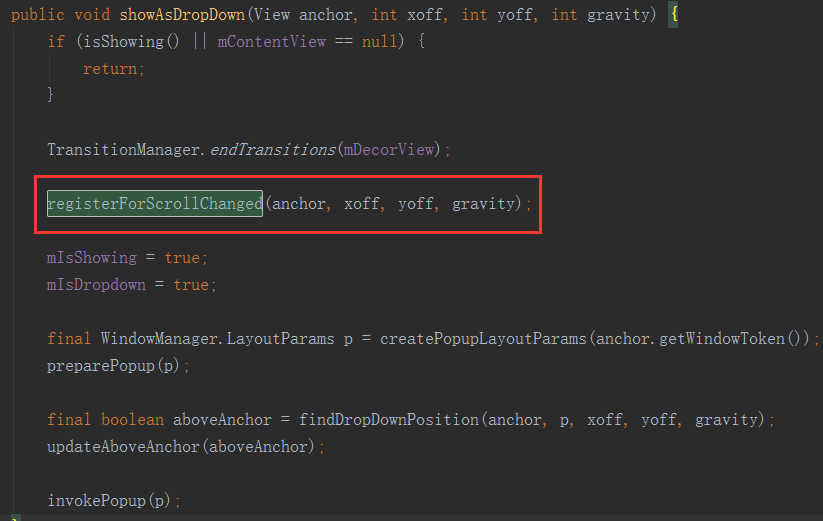 public void showAsDropDown(View anchor, int xoff, int yoff, int gravity) {
if (isShowing() || mContentView == null) {
return;
}
TransitionManager.endTransitions(mDecorView);
registerForScrollChanged(anchor, xoff, yoff, gravity);
mIsShowing = true;
mIsDropdown = true;
final WindowManager.LayoutParams p = createPopupLayoutParams(anchor.getWindowToken());
preparePopup(p);
final boolean aboveAnchor = findDropDownPosition(anchor, p, xoff, yoff, gravity);
updateAboveAnchor(aboveAnchor);
invokePopup(p);
}